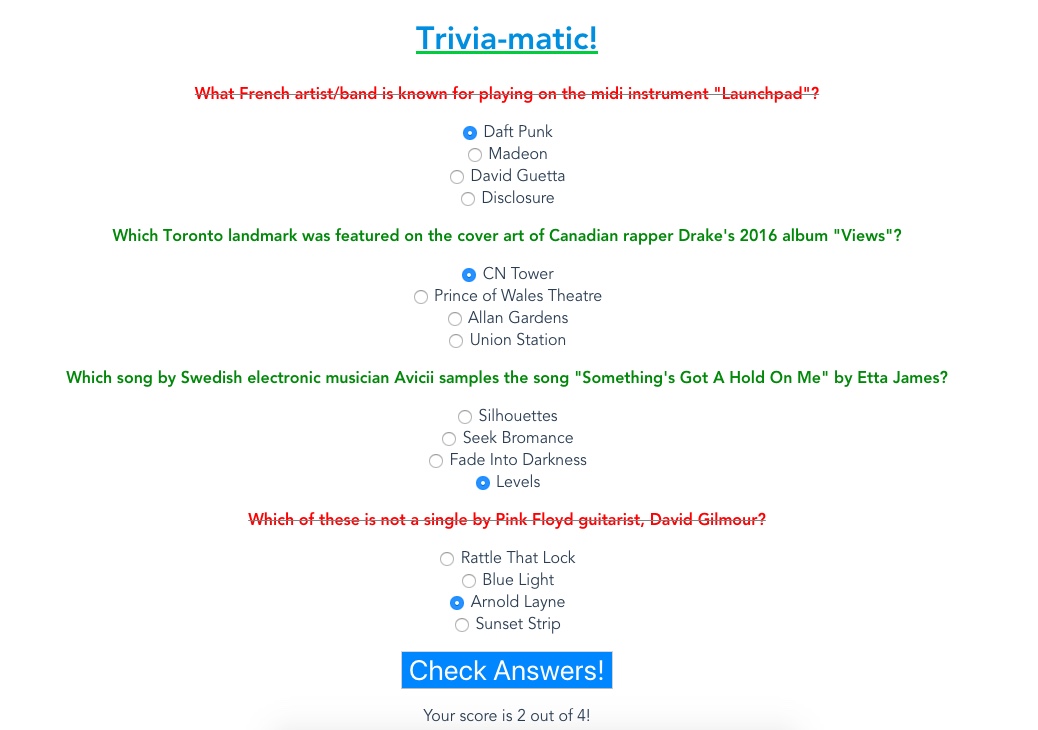 Trivia-matic!
What French artist/band is known for playing on the midi instrument "Launchpad"?
Daft Punk
Madeon
David Guetta
Disclosure
Which Toronto landmark was featured on the cover art of Canadian rapper Drake's 2016 album "Views"?
CN Tower
Prince of Wales Theatre
Allan Gardens
Union Station
Which song by Swedish electronic musician Avicii samples the song "Something's Got A Hold On Me" by Etta James?
Silhouettes
Seek Bromance
Fade Into Darkness
Levels
Which of these is not a single by Pink Floyd guitarist, David Gilmour?
Rattle That Lock
Blue Light
Arnold Layne
Sunset Strip
Check Answers!
Your score is 2 out of 4!